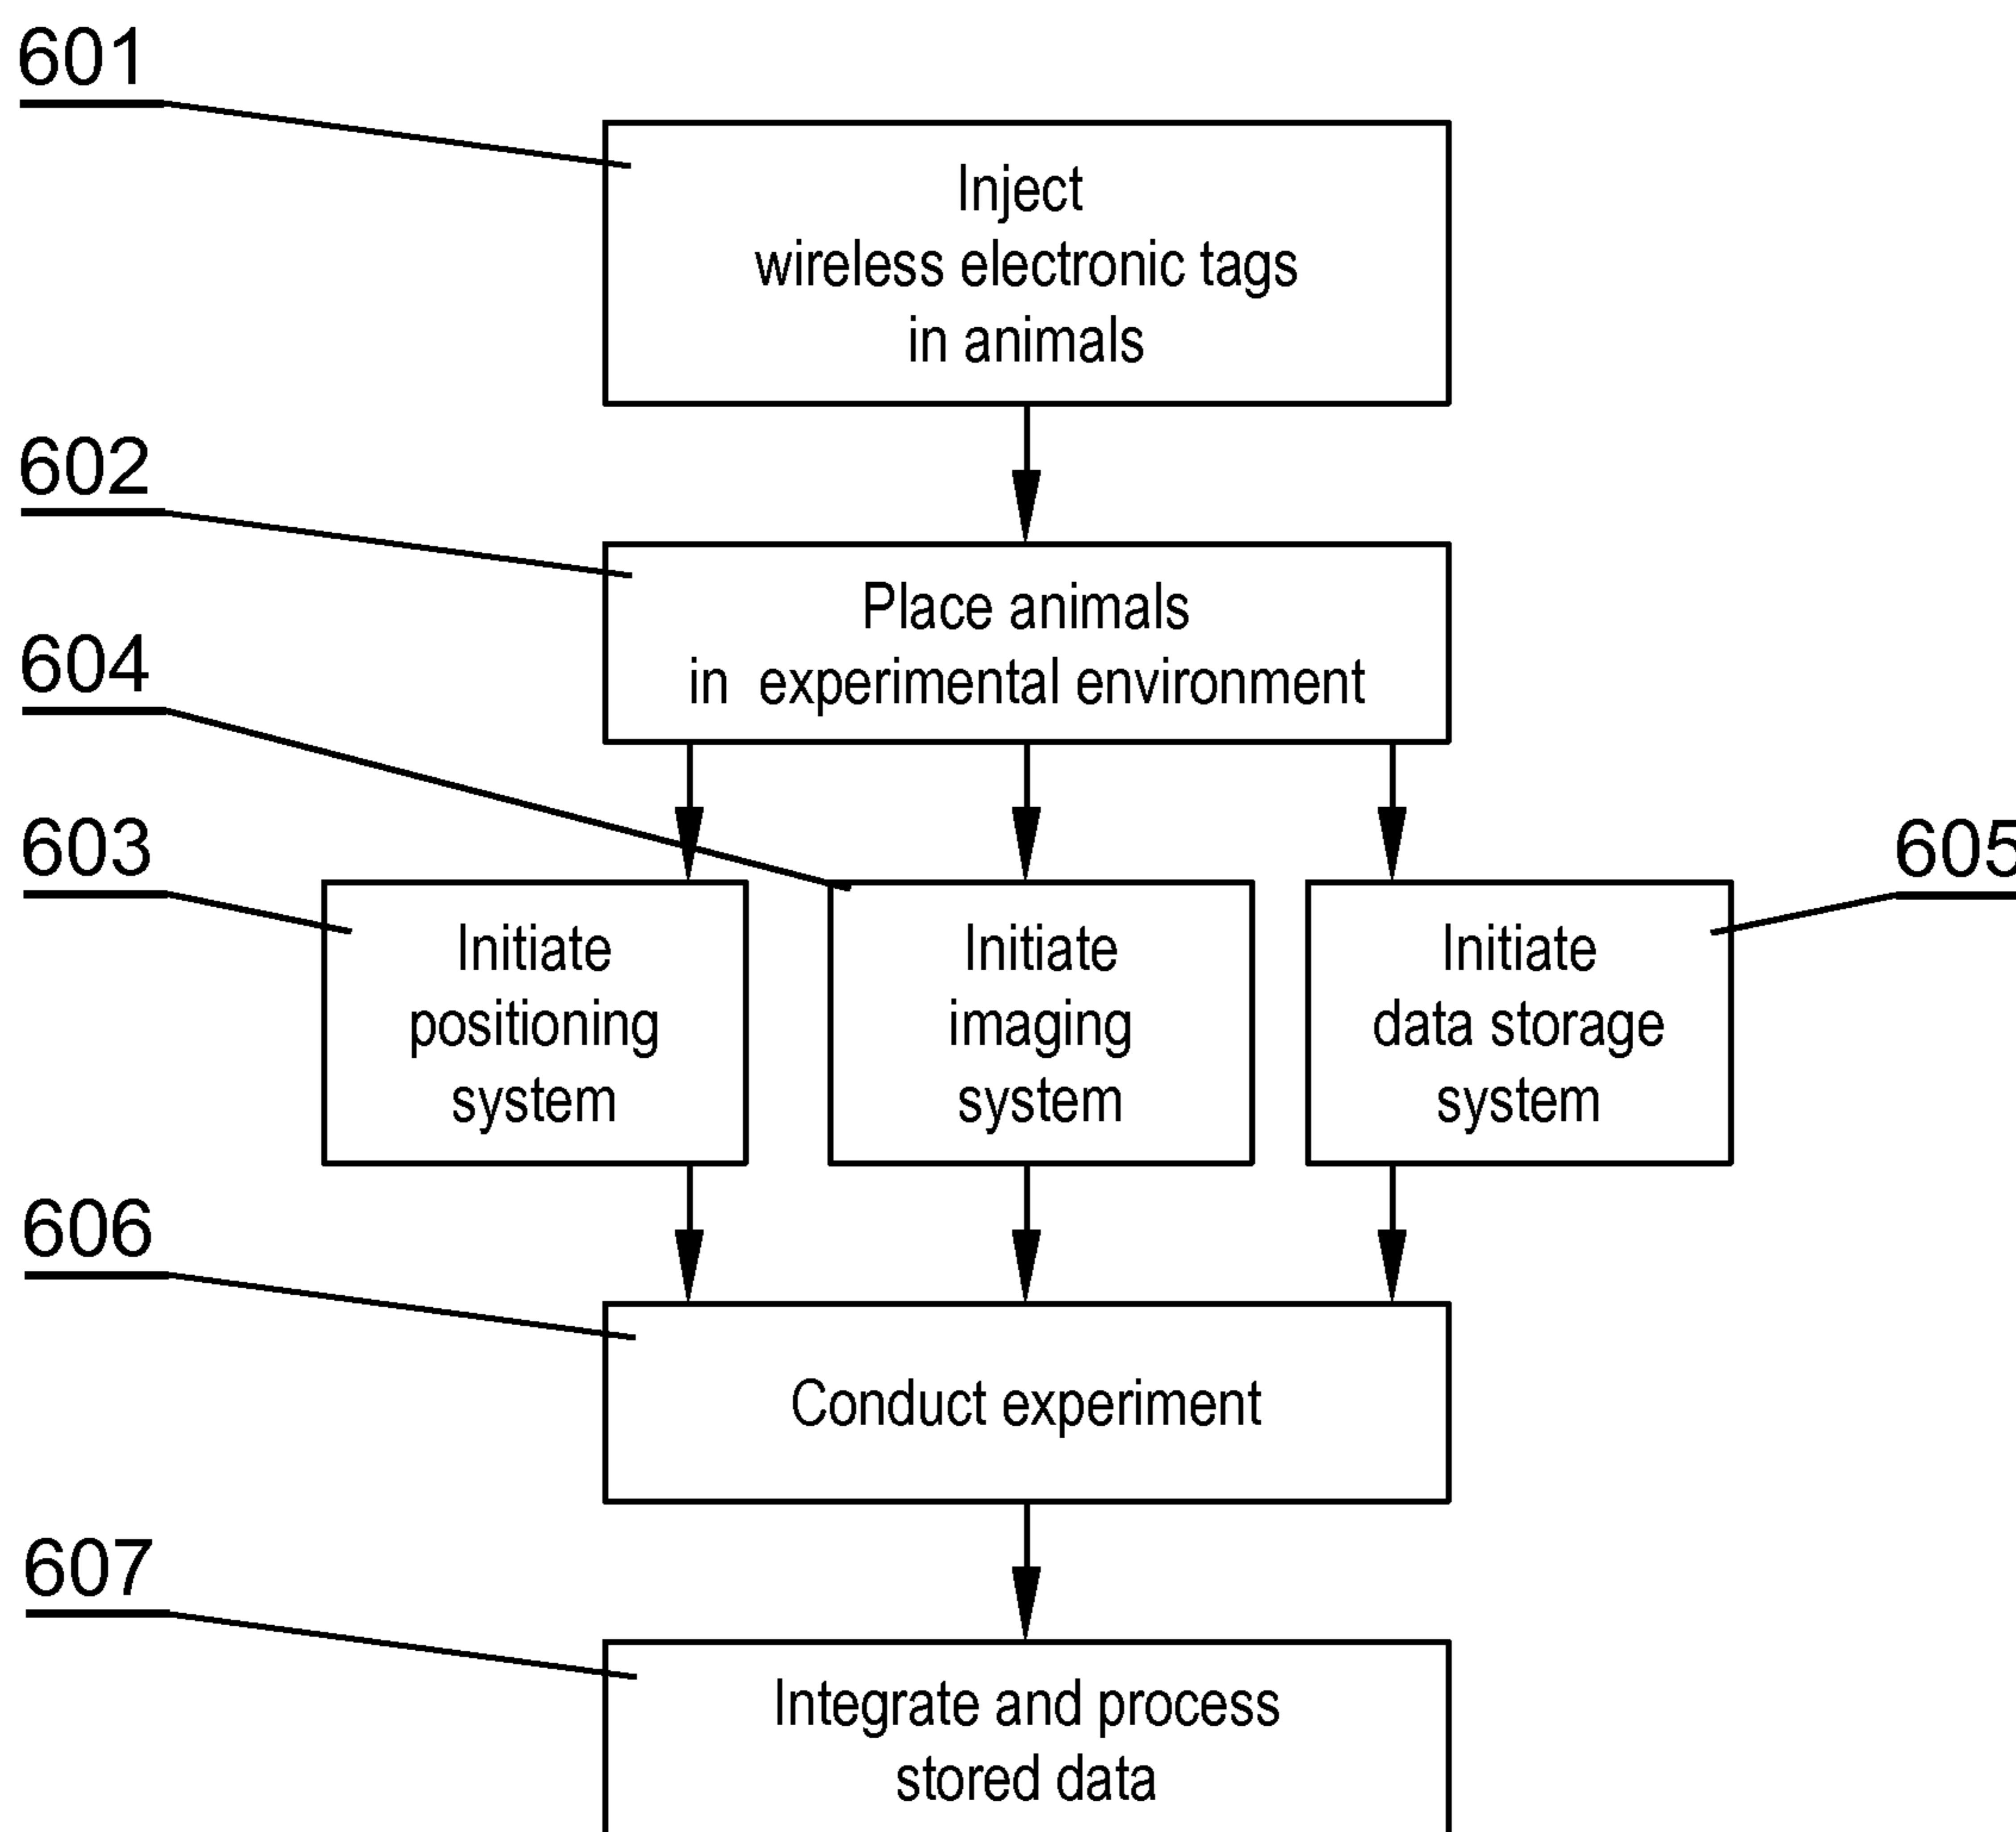 601
Inject
wireless electronic tags
in animals
602
Place animals
in experimental environment
604
603
605
Initiate
positioning
system
Initiate
imaging
system
Initiate
data storage
system
606
Conduct experiment
607
Integrate and process
stored data